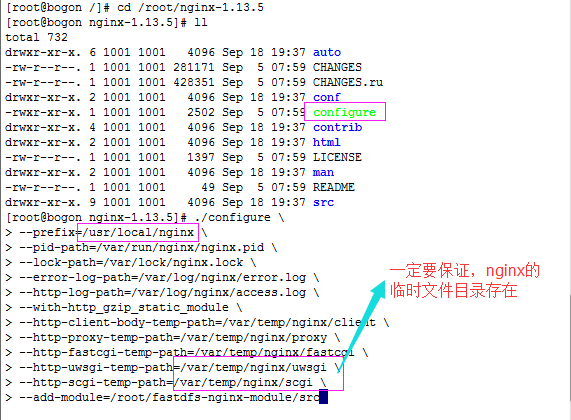 [root@bogon /]# cd /root/nginx-1.13.5
[root@bogon nginx-1.13.5]# ll
total 732
drwxr-xr-x. 6 1001 1001   4096 Sep 18 19:37 auto
-rw-r--r--. 1 1001 1001 281171 Sep  5 07:59 CHANGES
-rw-r--r--. 1 1001 1001 428351 Sep  5 07:59 CHANGES.ru
drwxr-xr-x. 2 1001 1001   4096 Sep 18 19:37 conf
-rwxr-xr-x. 1 1001 1001   2502 Sep  5 07:59 configure
drwxr-xr-x. 4 1001 1001   4096 Sep 18 19:37 contrib
drwxr-xr-x. 2 1001 1001   4096 Sep 18 19:37 html
-rw-r--r--. 1 1001 1001   1397 Sep  5 07:59 LICENSE
drwxr-xr-x. 2 1001 1001   4096 Sep 18 19:37 man
-rw-r--r--. 1 1001 1001     49 Sep  5 07:59 README
drwxr-xr-x. 9 1001 1001   4096 Sep 18 19:37 src
[root@bogon nginx-1.13.5]# ./configure \
> --prefix=/usr/local/nginx \
> --pid-path=/var/run/nginx/nginx.pid \
> --lock-path=/var/lock/nginx.lock \
> --error-log-path=/var/log/nginx/error.log \
> --http-log-path=/var/log/nginx/access.log \
> --with-http_gzip_static_module \
> --http-client-body-temp-path=/var/temp/nginx/client \
> --http-proxy-temp-path=/var/temp/nginx/proxy \
> --http-fastcgi-temp-path=/var/temp/nginx/fastcgi \
> --http-uwsgi-temp-path=/var/temp/nginx/uwsgi \
> --http-scgi-temp-path=/var/temp/nginx/scgi \
> --add-module=/root/fastdfs-nginx-module/src
一定要保证，nginx的
临时文件目录存在